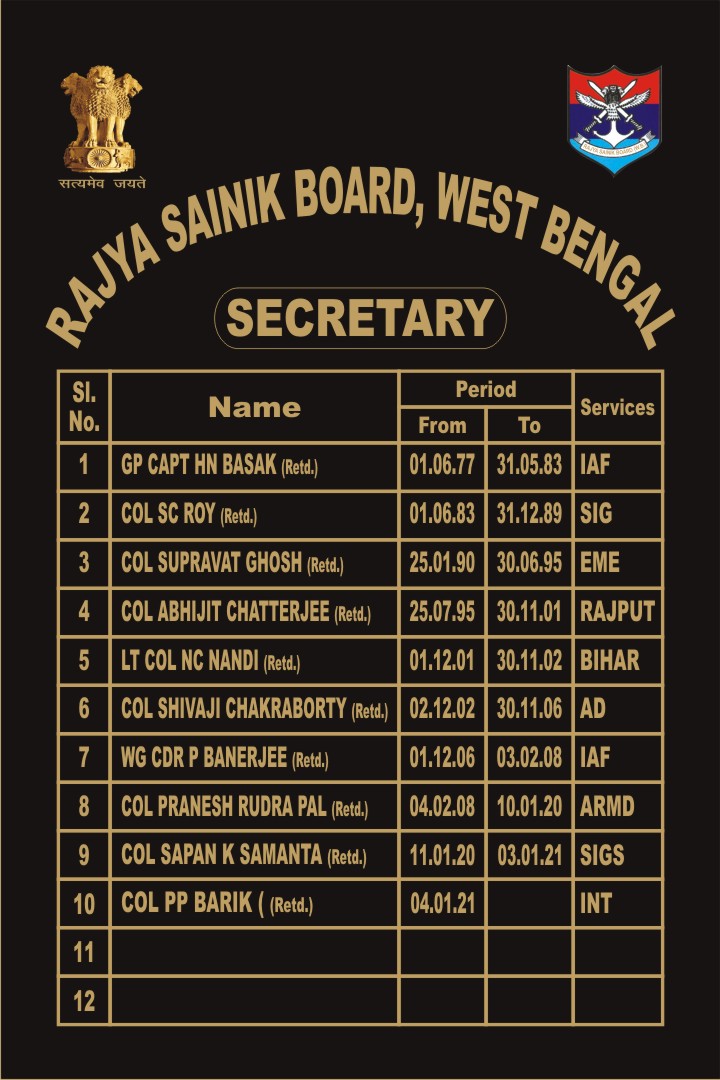 सत्यमेव जयते
RAJYA SAINIK BOARD, WEST BENGAL
SECRETARY
Sl. No. Name Period From To Services
1 GP CAPT HN BASAK (Retd.) 01.06.77 31.05.83 IAF
2 COL SC ROY (Retd.) 01.06.83 31.12.89 SIG
3 COL SUPRAVAT GHOSH (Retd.) 25.01.90 30.06.95 EME
4 COL ABHIJIT CHATTERJEE (Retd.) 25.07.95 30.11.01 RAJPUT
5 LT COL NC NANDI (Retd.) 01.12.01 30.11.02 BIHAR
6 COL SHIVAJI CHAKRABORTY (Retd.) 02.12.02 30.11.06 AD
7 WG CDR P BANERJEE (Retd.) 01.12.06 03.02.08 IAF
8 COL PRANESH RUDRA PAL (Retd.) 04.02.08 10.01.20 ARMD
9 COL SAPAN K SAMANTA (Retd.) 11.01.20 03.01.21 SIGS
10 COL PP BARIK ( (Retd.) 04.01.21 INT
11
12